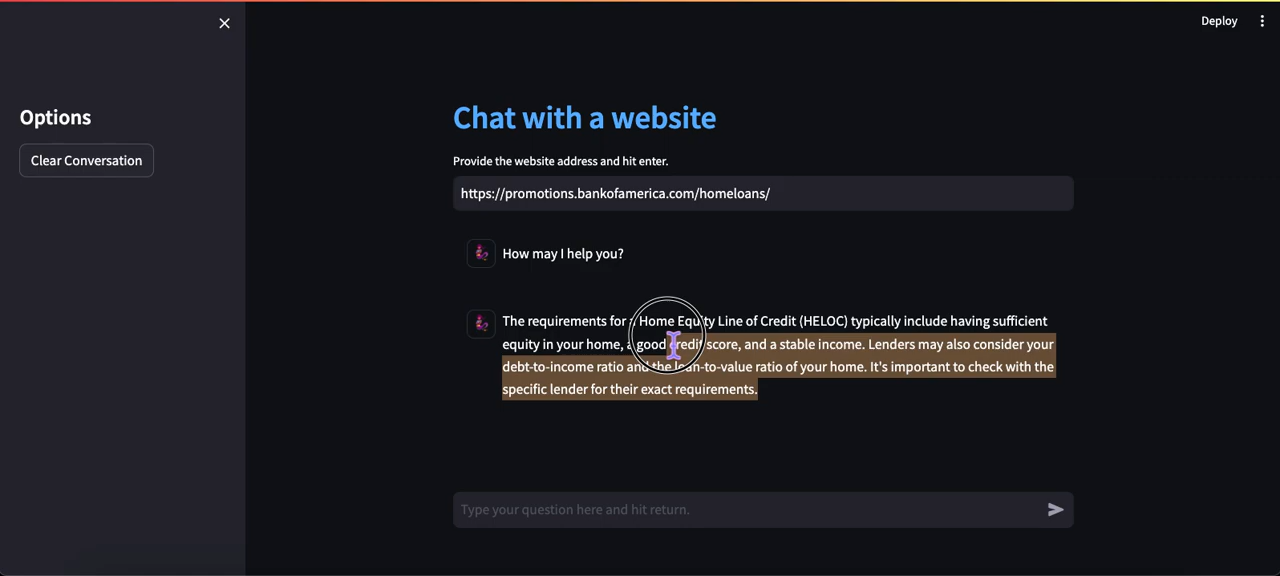 Deploy
Options
Clear Conversation
Chat with a website
Provide the website address and hit enter.
https://promotions.bankofamerica.com/homeloans/
How may I help you?
The requirements for a Home Equity Line of Credit (HELOC) typically include having sufficient
equity in your home, a good credit score, and a stable income. Lenders may also consider your
debt-to-income ratio and the loan-to-value ratio of your home. It's important to check with the
specific lender for their exact requirements.
Type your question here and hit return.